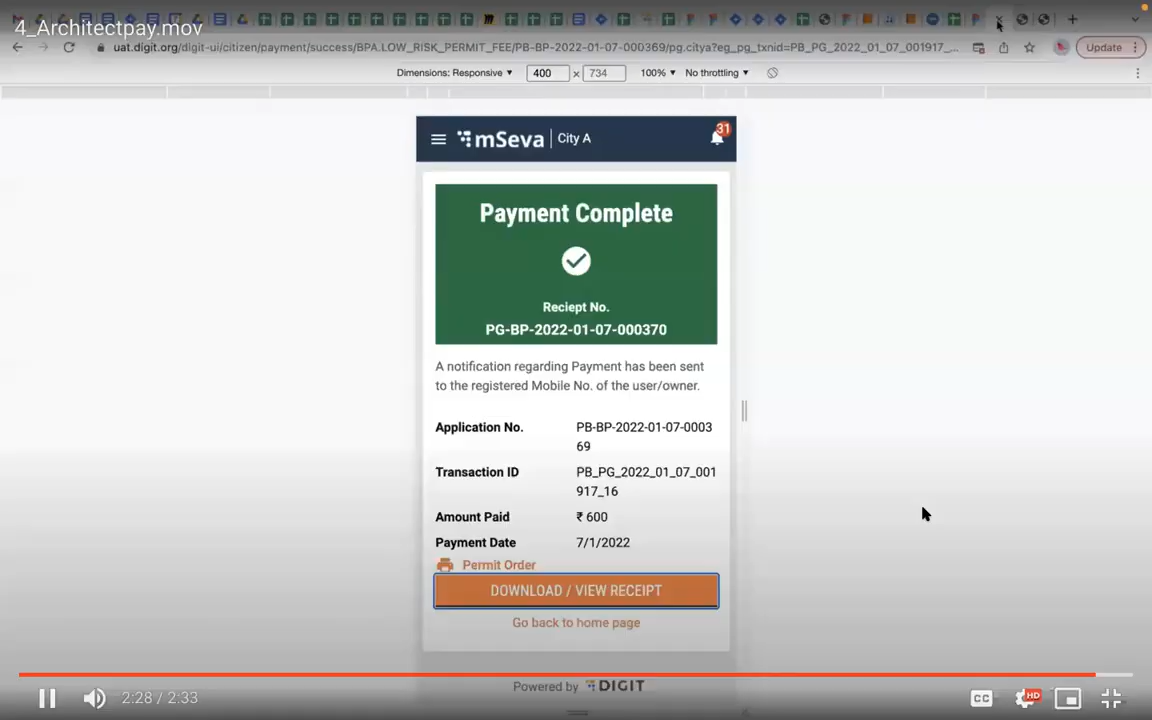 4_Architectpay.mov
uat.digit.org/digit-ui/citizen/payment/success/BPA.LOW_RISK_PERMIT_FEE/PB-BP-2022-01-07-000369/pg.citya?eg_pg_txnid=PB_PG_2022_01_07_001917_...
Update
Dimensions: Responsive 400 × 734 100% No throttling
mSeva City A 31
Payment Complete
Reciept No.
PG-BP-2022-01-07-000370
A notification regarding Payment has been sent
to the registered Mobile No. of the user/owner.
Application No. PB-BP-2022-01-07-0003
69
Transaction ID PB_PG_2022_01_07_001
917_16
Amount Paid ₹ 600
Payment Date 7/1/2022
Permit Order
DOWNLOAD / VIEW RECEIPT
Go back to home page
Powered by DIGIT
2:28 / 2:33 CC HD